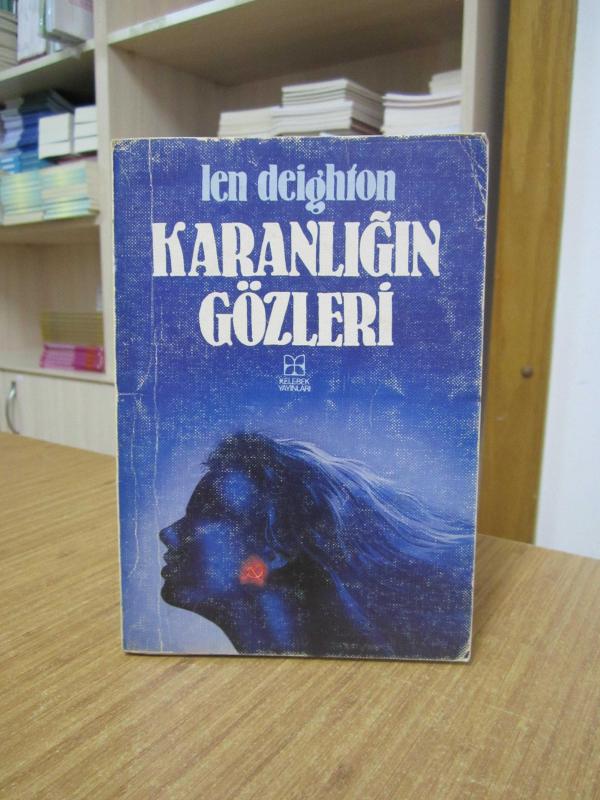 len deighton
KARANLIĞIN
GÖZLERİ
KELEBEK
YAYINLARI